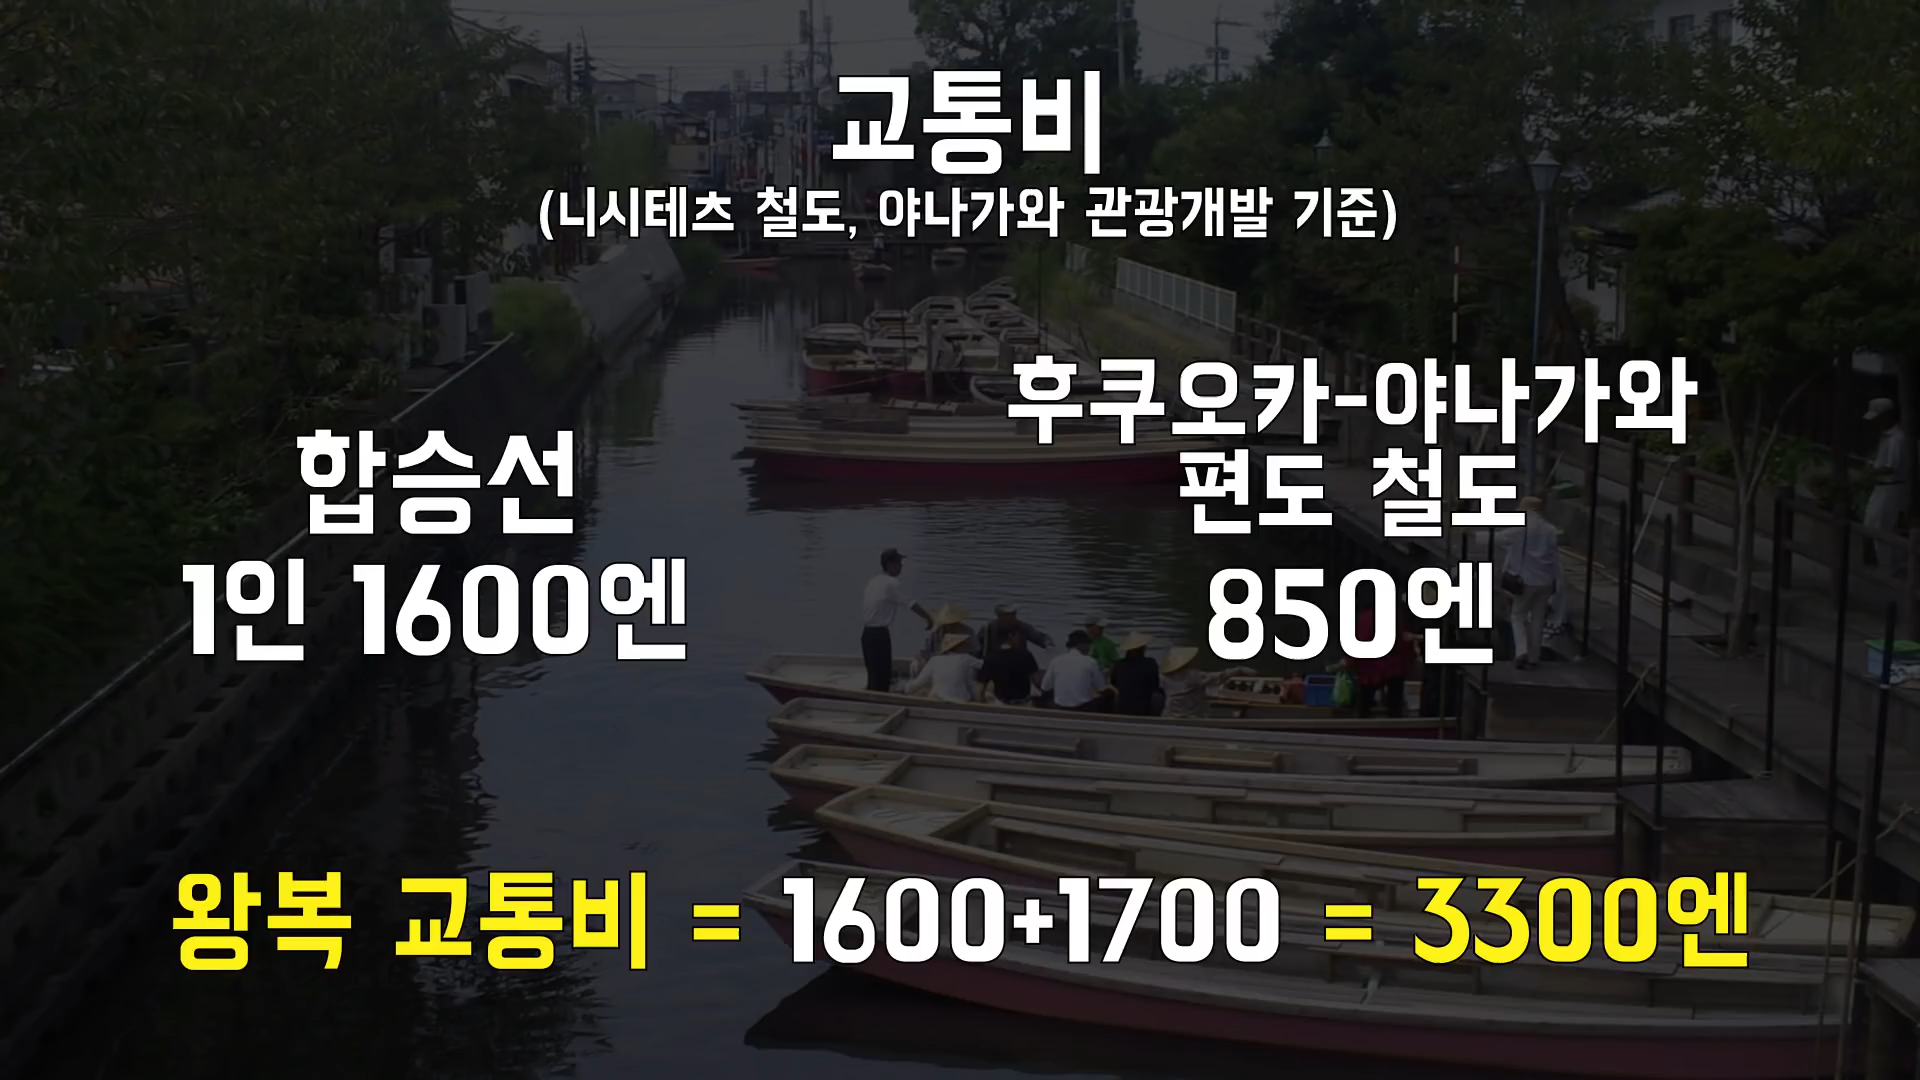 교통비
(니시테츠 철도, 야나가와 관광개발 기준)
합승선
1인 1600엔
후쿠오카-야나가와
편도 철도
850엔
왕복 교통비 = 1600+1700 = 3300엔